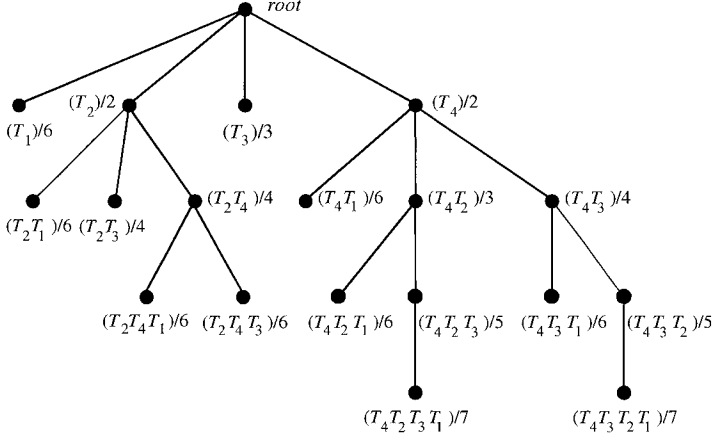 root
(T2)/2
(T4)/2
(T1)/6
(T3)/3
(T2T1)/6 (T2T3)/4
(T2T4)/4
(T4T1)/6
(T4T2)/3
(T4T3)/4
(T2T4T1)/6
(T2T4T3)/6
(T4T2T1)/6
(T4T2T3)/5
(T4T3T1)/6
(T4T3T2)/5
(T4T2T3T1)/7
(T4T3T2T1)/7